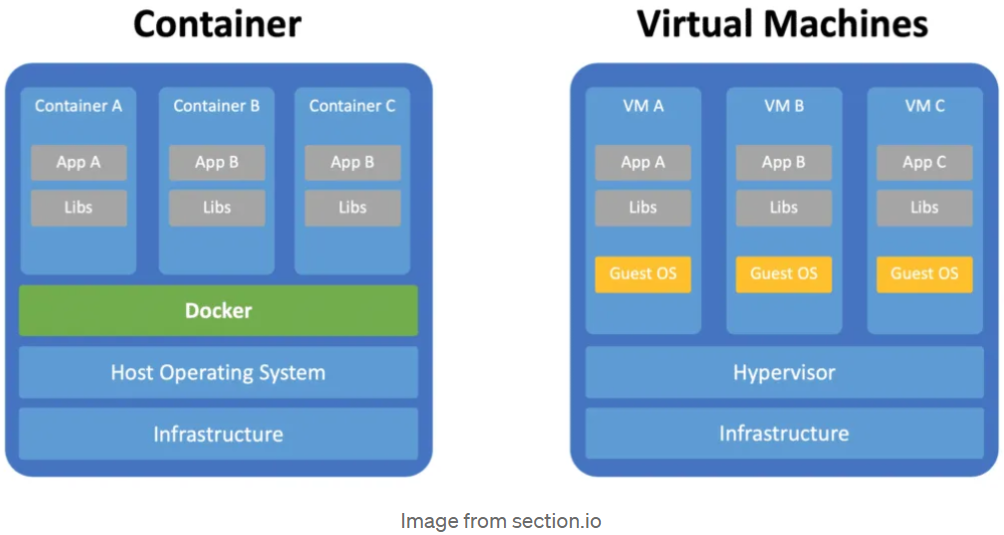 Container
Virtual Machines
Container A
Container B
Container C
App A
App B
App B
Libs
Libs
Libs
Docker
Host Operating System
Infrastructure
VM A
VM B
VM C
App A
App B
App C
Libs
Libs
Libs
Guest OS
Guest OS
Guest OS
Hypervisor
Infrastructure
Image from section.io